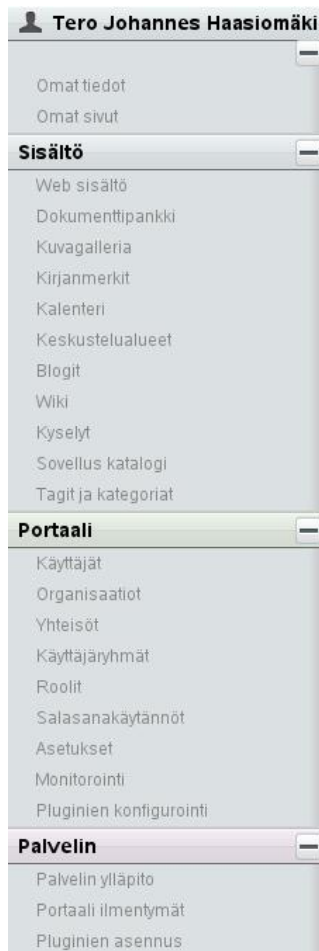 Tero Johannes Haasiomäki
Omat tiedot
Omat sivut
Sisältö
Web sisältö
Dokumenttipankki
Kuvagalleria
Kirjanmerkit
Kalenteri
Keskustelualueet
Blogit
Wiki
Kyselyt
Sovellus katalogi
Tagit ja kategoriat
Portaali
Käyttäjät
Organisaatiot
Yhteisöt
Käyttäjäryhmät
Roolit
Salasanakäytännöt
Asetukset
Monitorointi
Pluginien konfigurointi
Palvelin
Palvelin ylläpito
Portaali ilmentymät
Pluginien asennus